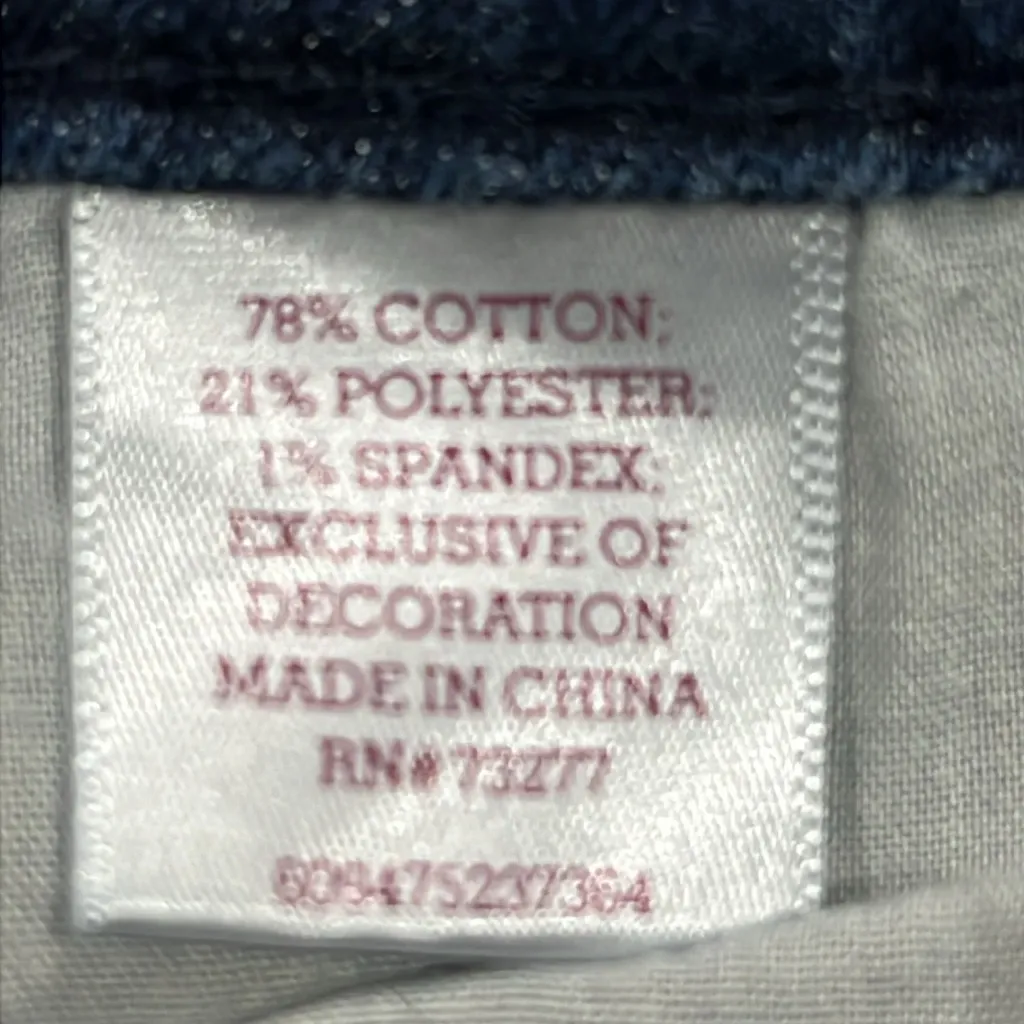 78% COTTON;
21% POLYESTER;
1% SPANDEX;
EXCLUSIVE OF
DECORATION
MADE IN CHINA
RN# 73277